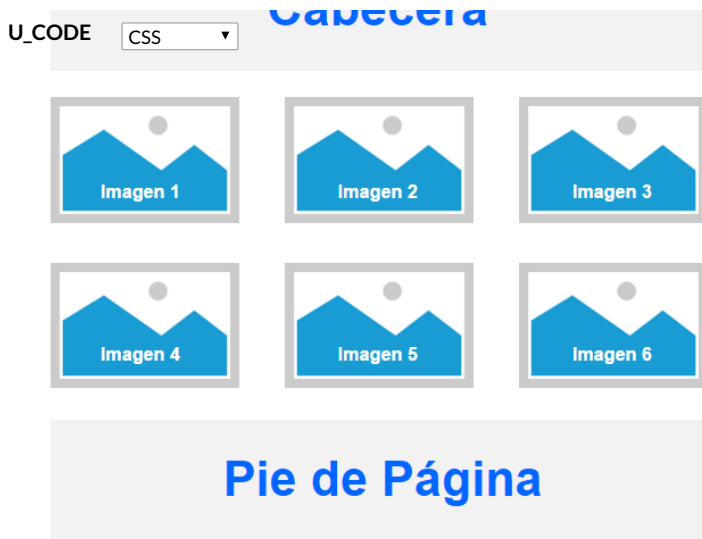 Cabecera
U_CODE CSS
Imagen 1 Imagen 2 Imagen 3
Imagen 4 Imagen 5 Imagen 6
Pie de Página